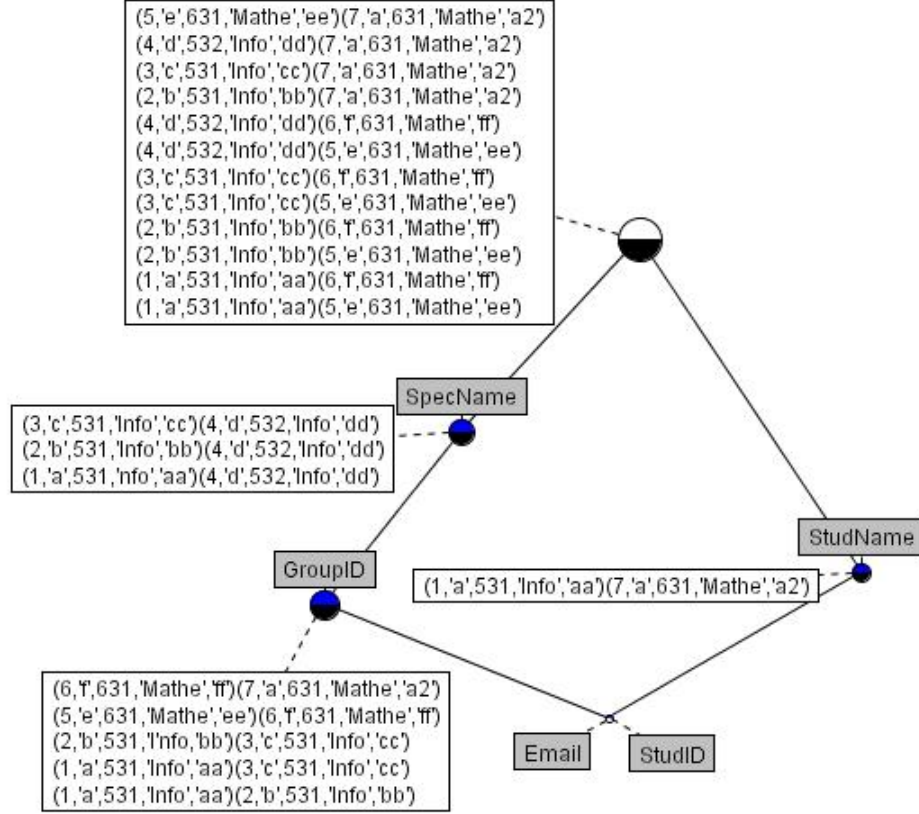 (5,'e',631,'Mathe','ee')(7,'a',631,'Mathe','a2')
(4,'d',532,'Info','dd')(7,'a',631,'Mathe','a2')
(3,'c',531,'Info','cc')(7,'a',631,'Mathe','a2')
(2,'b',531,'Info','bb')(7,'a',631,'Mathe','a2')
(4,'d',532,'Info','dd')(6,'f',631,'Mathe','ff')
(4,'d',532,'Info','dd')(5,'e',631,'Mathe','ee')
(3,'c',531,'Info','cc')(6,'f',631,'Mathe','ff')
(3,'c',531,'Info','cc')(5,'e',631,'Mathe','ee')
(2,'b',531,'Info','bb')(6,'f',631,'Mathe','ff')
(2,'b',531,'Info','bb')(5,'e',631,'Mathe','ee')
(1,'a',531,'Info','aa')(6,'f',631,'Mathe','ff')
(1,'a',531,'Info','aa')(5,'e',631,'Mathe','ee')
SpecName
(3,'c',531,'Info','cc')(4,'d',532,'Info','dd')
(2,'b',531,'Info','bb')(4,'d',532,'Info','dd')
(1,'a',531,'nfo','aa')(4,'d',532,'Info','dd')
StudName
GroupID
(1,'a',531,'Info','aa')(7,'a',631,'Mathe','a2')
(6,'f',631,'Mathe','ff')(7,'a',631,'Mathe','a2')
(5,'e',631,'Mathe','ee')(6,'f',631,'Mathe','ff')
(2,'b',531,'I'nfo,'bb')(3,'c',531,'Info','cc')
(1,'a',531,'Info','aa')(3,'c',531,'Info','cc')
(1,'a',531,'Info','aa')(2,'b',531,'Info','bb')
Email
StudID